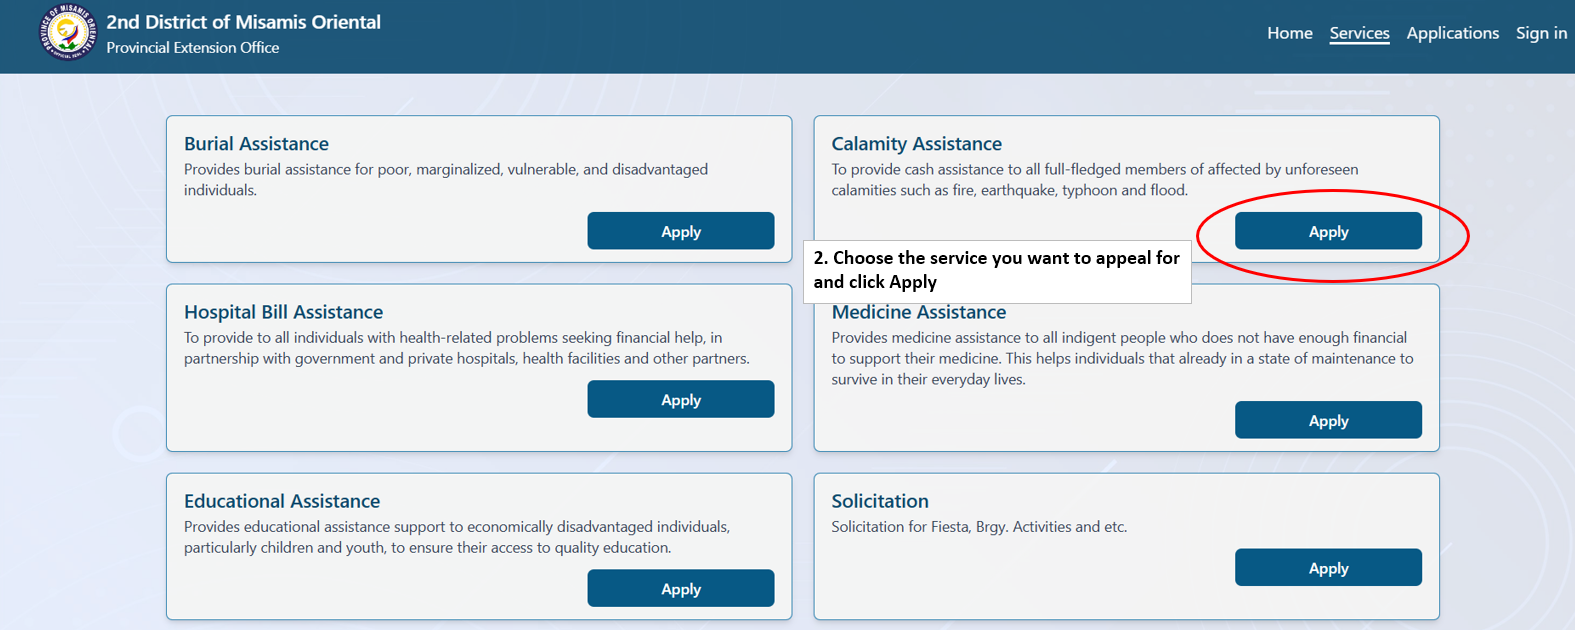 2nd District of Misamis Oriental
Provincial Extension Office
Home Services Applications Sign in
Burial Assistance
Provides burial assistance for poor, marginalized, vulnerable, and disadvantaged
individuals.
Apply
Calamity Assistance
To provide cash assistance to all full-fledged members of affected by unforeseen
calamities such as fire, earthquake, typhoon and flood.
Apply
2. Choose the service you want to appeal for
and click Apply
Hospital Bill Assistance
To provide to all individuals with health-related problems seeking financial help, in
partnership with government and private hospitals, health facilities and other partners.
Apply
Medicine Assistance
Provides medicine assistance to all indigent people who does not have enough financial
to support their medicine. This helps individuals that already in a state of maintenance to
survive in their everyday lives.
Apply
Educational Assistance
Provides educational assistance support to economically disadvantaged individuals,
particularly children and youth, to ensure their access to quality education.
Apply
Solicitation
Solicitation for Fiesta, Brgy. Activities and etc.
Apply
PROVINCE OF MISAMIS ORIENTAL